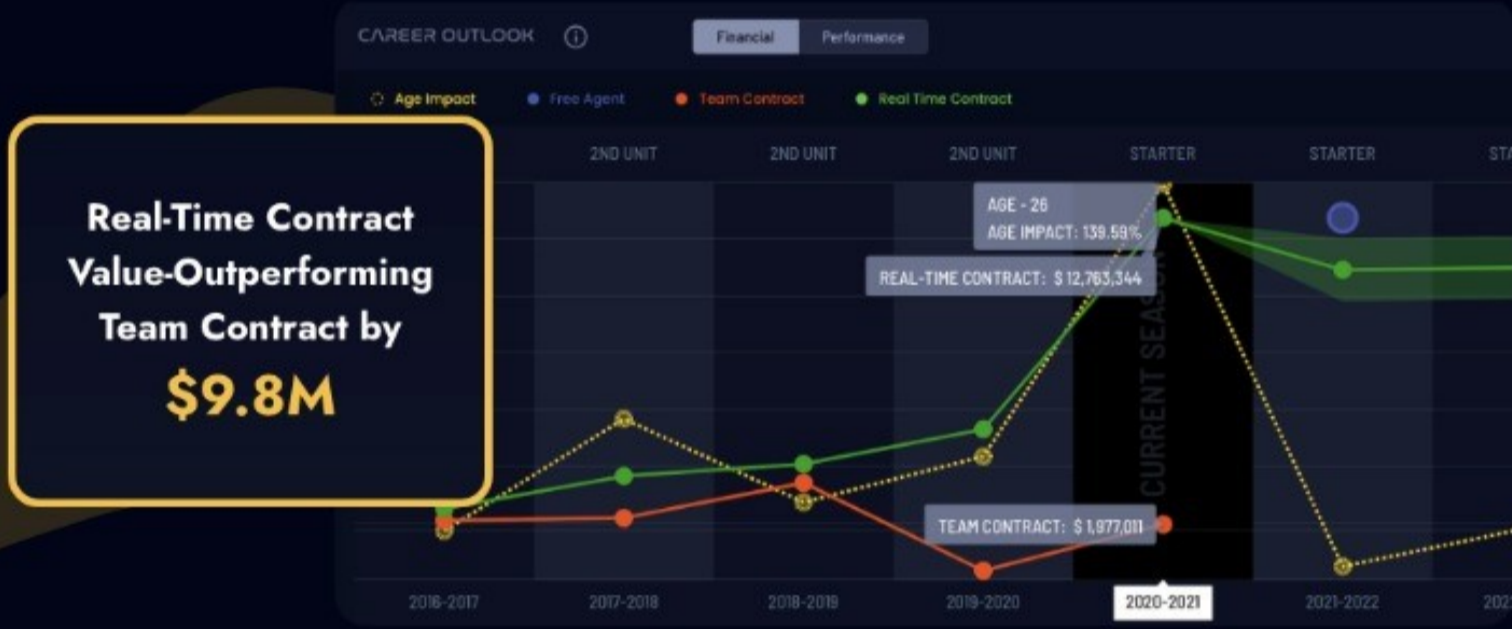 CAREER OUTLOOK
Financial Performance
Age Impact Free Agent Team Contract Real Time Contract
2ND UNIT 2ND UNIT 2ND UNIT STARTER STARTER
Real-Time Contract
Value-Outperforming
Team Contract by
$9.8M
AGE - 26
AGE IMPACT: 139.59%
REAL-TIME CONTRACT: $12,763,344
CURRENT SEASON
TEAM CONTRACT: $1,977,011
2016-2017 2017-2018 2018-2019 2019-2020 2020-2021 2021-2022